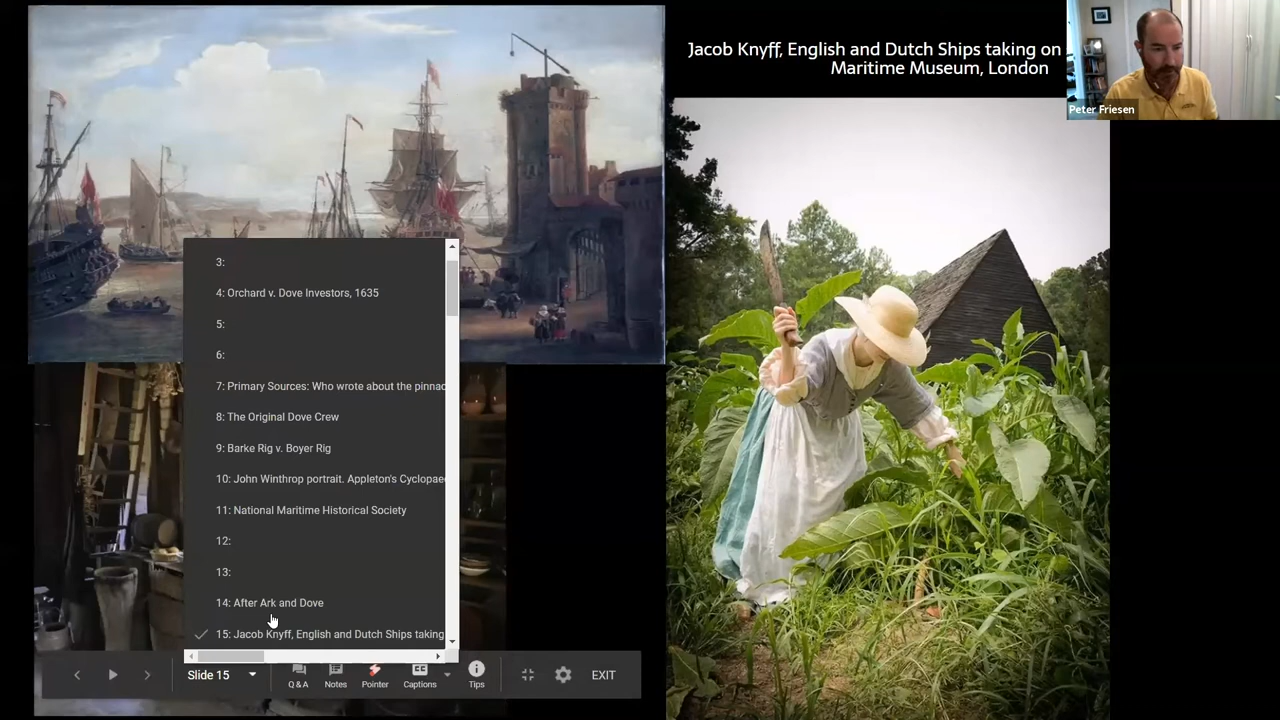 Jacob Knyff, English and Dutch Ships taking on
Maritime Museum, London
Peter Friesen
3:
4: Orchard v. Dove Investors, 1635
5:
6:
7: Primary Sources: Who wrote about the pinnac
8: The Original Dove Crew
9: Barke Rig v. Boyer Rig
10: John Winthrop portrait. Appleton's Cyclopae
11: National Maritime Historical Society
12:
13:
14: After Ark and Dove
15: Jacob Knyff, English and Dutch Ships taking
Slide 15
Q & A
Notes
Pointer
Captions
Tips
EXIT